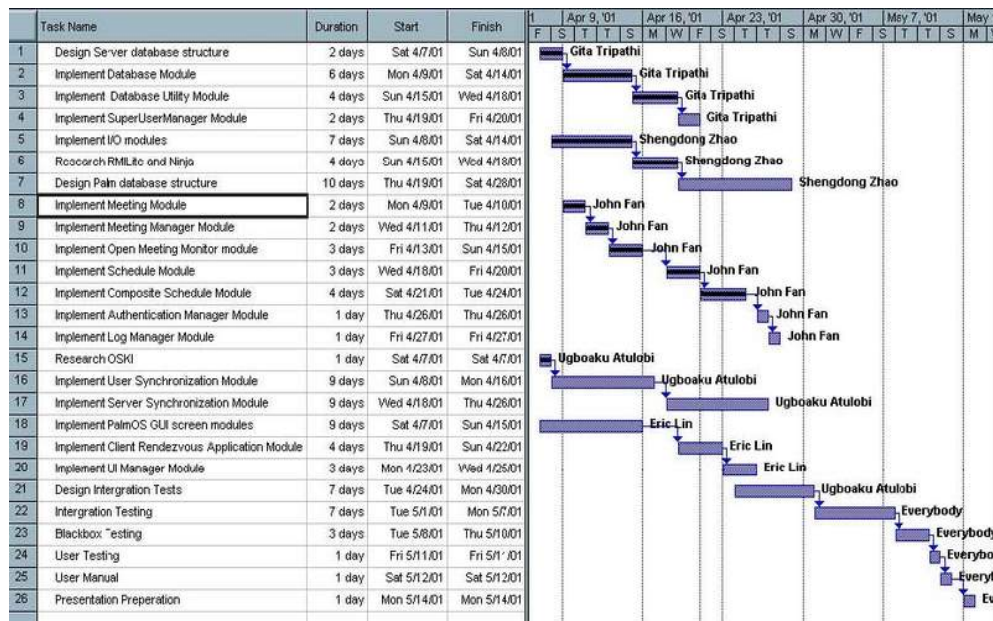 Task Name Duration Start Finish 1 Apr 9, '01 Apr 16, '01 Apr 23, '01 Apr 30, '01 May 7, '01 May
F S T T S M W F S T T S M W F S T T S M
1 Design Server database structure 2 days Sat 4/7/01 Sun 4/8/01 Gita Tripathi
2 Implement Database Module 6 days Mon 4/9/01 Sat 4/14/01 Gita Tripathi
3 Implement Database Utility Module 4 days Sun 4/15/01 Wed 4/18/01 Gita Tripathi
4 Implement SuperUserManager Module 2 days Thu 4/19/01 Fri 4/20/01 Gita Tripathi
5 Implement I/O modules 7 days Sun 4/8/01 Sat 4/14/01 Shengdong Zhao
6 Research RMILite and Ninja 4 days Sun 4/15/01 Wed 4/18/01 Shengdong Zhao
7 Design Palm database structure 10 days Thu 4/19/01 Sat 4/28/01 Shengdong Zhao
8 Implement Meeting Module 2 days Mon 4/9/01 Tue 4/10/01 John Fan
9 Implement Meeting Manager Module 2 days Wed 4/11/01 Thu 4/12/01 John Fan
10 Implement Open Meeting Monitor module 3 days Fri 4/13/01 Sun 4/15/01 John Fan
11 Implement Schedule Module 3 days Wed 4/18/01 Fri 4/20/01 John Fan
12 Implement Composite Schedule Module 4 days Sat 4/21/01 Tue 4/24/01 John Fan
13 Implement Authentication Manager Module 1 day Thu 4/26/01 Thu 4/26/01 John Fan
14 Implement Log Manager Module 1 day Fri 4/27/01 Fri 4/27/01 John Fan
15 Research OSKI 1 day Sat 4/7/01 Sat 4/7/01 Ugboaku Atulobi
16 Implement User Synchronization Module 9 days Sun 4/8/01 Mon 4/16/01 Ugboaku Atulobi
17 Implement Server Synchronization Module 9 days Wed 4/18/01 Thu 4/26/01 Ugboaku Atulobi
18 Implement PalmOS GUI screen modules 9 days Sat 4/7/01 Sun 4/15/01 Eric Lin
19 Implement Client Rendezvous Application Module 4 days Thu 4/19/01 Sun 4/22/01 Eric Lin
20 Implement UI Manager Module 3 days Mon 4/23/01 Wed 4/25/01 Eric Lin
21 Design Intergration Tests 7 days Tue 4/24/01 Mon 4/30/01 Ugboaku Atulobi
22 Intergration Testing 7 days Tue 5/1/01 Mon 5/7/01 Everybody
23 Blackbox Testing 3 days Tue 5/8/01 Thu 5/10/01 Everybody
24 User Testing 1 day Fri 5/11/01 Fri 5/11/01 Everybo
25 User Manual 1 day Sat 5/12/01 Sat 5/12/01 Everyb
26 Presentation Preperation 1 day Mon 5/14/01 Mon 5/14/01 Ev